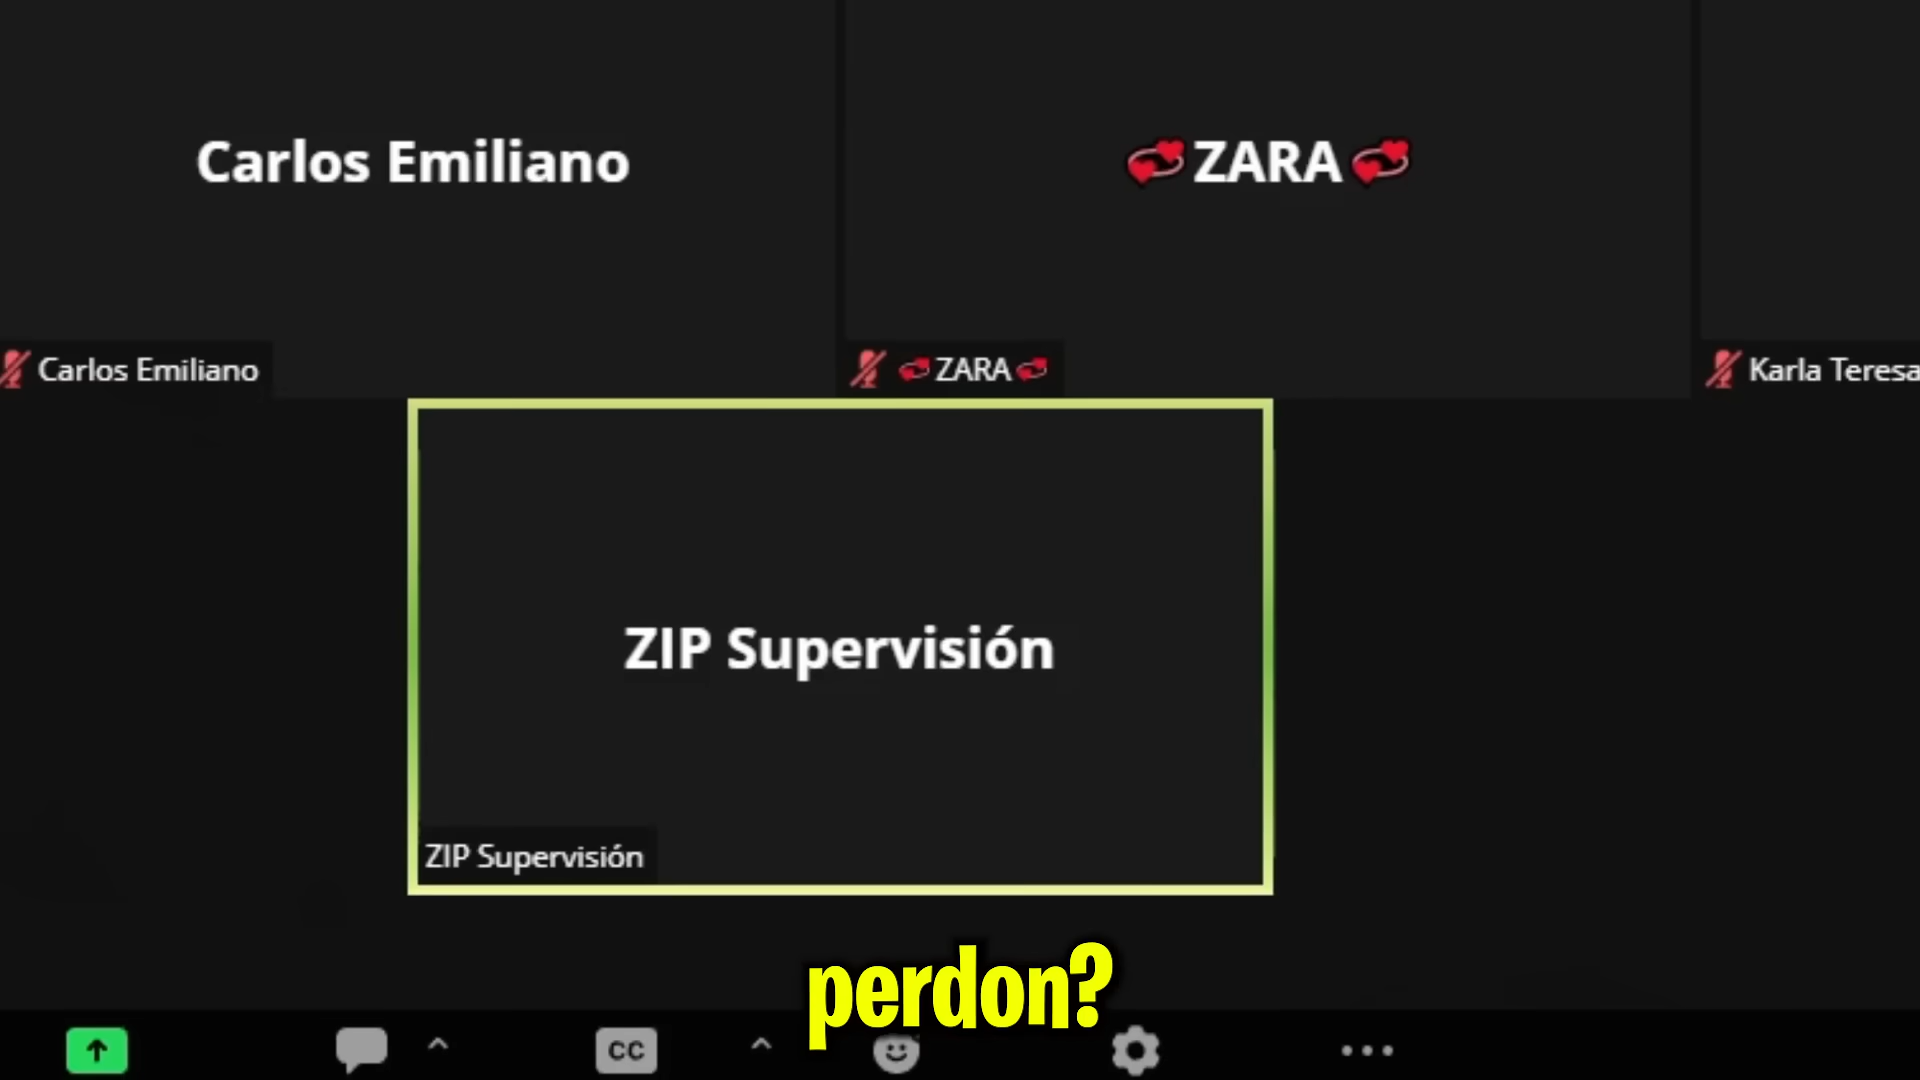 Carlos Emiliano
💞ZARA💞
Carlos Emiliano
💞ZARA💞
Karla Teresa
ZIP Supervisión
ZIP Supervisión
perdon?
CC